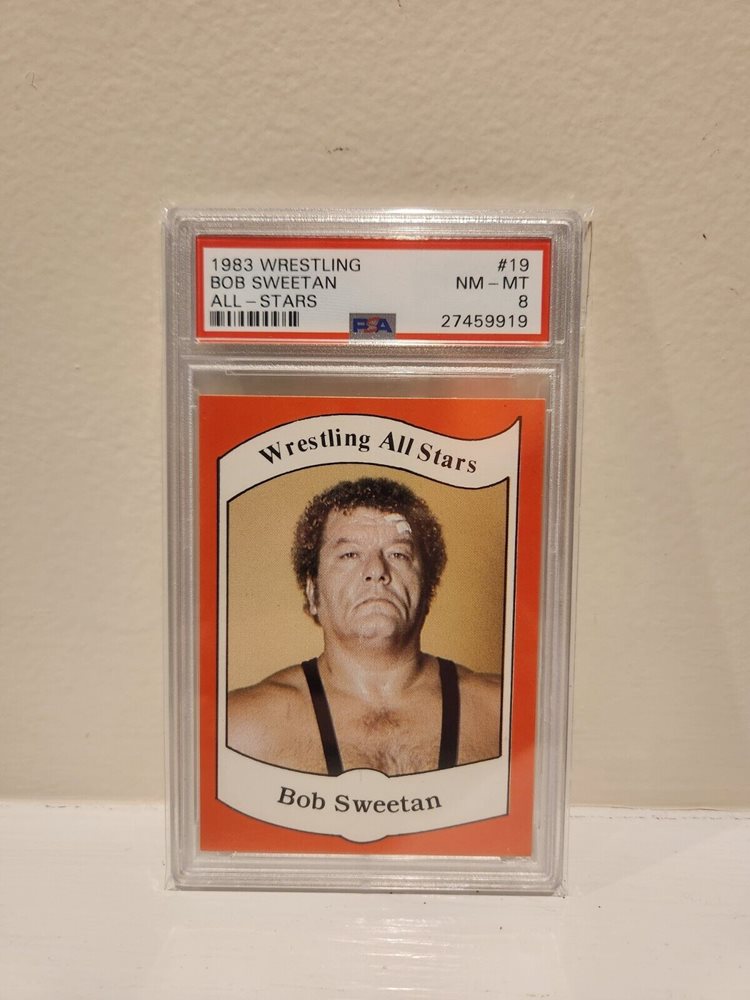 1983 WRESTLING #19
BOB SWEETAN NM - MT
ALL - STARS 8
PSA 27459919
Wrestling All Stars
Bob Sweetan